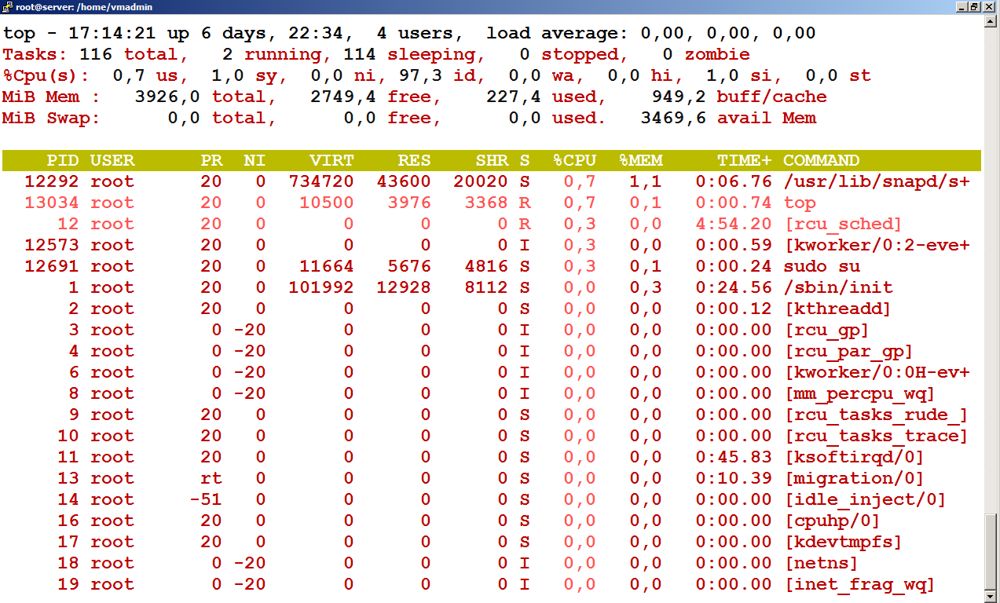 root@server: /home/vmadmin
top - 17:14:21 up 6 days, 22:34,  4 users,  load average: 0,00, 0,00, 0,00
Tasks: 116 total,   2 running, 114 sleeping,   0 stopped,   0 zombie
%Cpu(s):  0,7 us,  1,0 sy,  0,0 ni, 97,3 id,  0,0 wa,  0,0 hi,  1,0 si,  0,0 st
MiB Mem :   3926,0 total,   2749,4 free,    227,4 used,    949,2 buff/cache
MiB Swap:      0,0 total,      0,0 free,      0,0 used.   3469,6 avail Mem
PID USER      PR  NI    VIRT    RES    SHR S  %CPU  %MEM     TIME+ COMMAND
12292 root      20   0  734720  43600  20020 S   0,7   1,1   0:06.76 /usr/lib/snapd/s+
13034 root      20   0   10500   3976   3368 R   0,7   0,1   0:00.74 top
12 root      20   0       0      0      0 R   0,3   0,0   4:54.20 [rcu_sched]
12573 root      20   0       0      0      0 I   0,3   0,0   0:00.59 [kworker/0:2-eve+
12691 root      20   0   11664   5676   4816 S   0,3   0,1   0:00.24 sudo su
1 root      20   0  101992  12928   8112 S   0,0   0,3   0:24.56 /sbin/init
2 root      20   0       0      0      0 S   0,0   0,0   0:00.12 [kthreadd]
3 root       0 -20       0      0      0 I   0,0   0,0   0:00.00 [rcu_gp]
4 root       0 -20       0      0      0 I   0,0   0,0   0:00.00 [rcu_par_gp]
6 root       0 -20       0      0      0 I   0,0   0,0   0:00.00 [kworker/0:0H-ev+
8 root       0 -20       0      0      0 I   0,0   0,0   0:00.00 [mm_percpu_wq]
9 root      20   0       0      0      0 S   0,0   0,0   0:00.00 [rcu_tasks_rude_]
10 root      20   0       0      0      0 S   0,0   0,0   0:00.00 [rcu_tasks_trace]
11 root      20   0       0      0      0 S   0,0   0,0   0:45.83 [ksoftirqd/0]
13 root      rt   0       0      0      0 S   0,0   0,0   0:10.39 [migration/0]
14 root     -51   0       0      0      0 S   0,0   0,0   0:00.00 [idle_inject/0]
16 root      20   0       0      0      0 S   0,0   0,0   0:00.00 [cpuhp/0]
17 root      20   0       0      0      0 S   0,0   0,0   0:00.00 [kdevtmpfs]
18 root       0 -20       0      0      0 I   0,0   0,0   0:00.00 [netns]
19 root       0 -20       0      0      0 I   0,0   0,0   0:00.00 [inet_frag_wq]